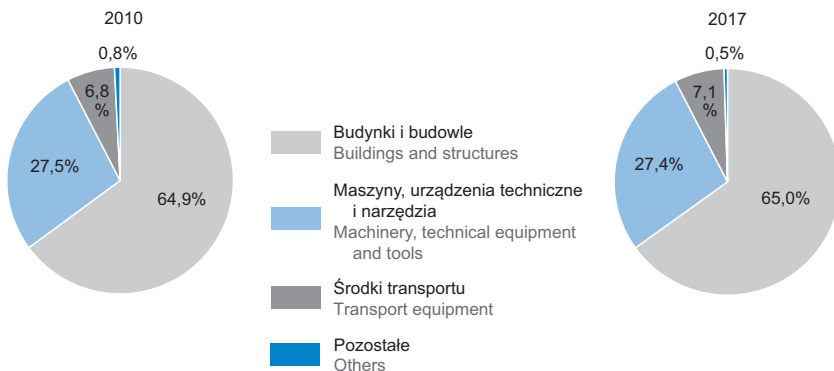 2010
0,8%
6,8
%
27,5%
64,9%
Budynki i budowle
Buildings and structures
Maszyny, urządzenia techniczne
i narzędzia
Machinery, technical equipment
and tools
Środki transportu
Transport equipment
Pozostałe
Others
2017
0,5%
7,1
%
27,4%
65,0%